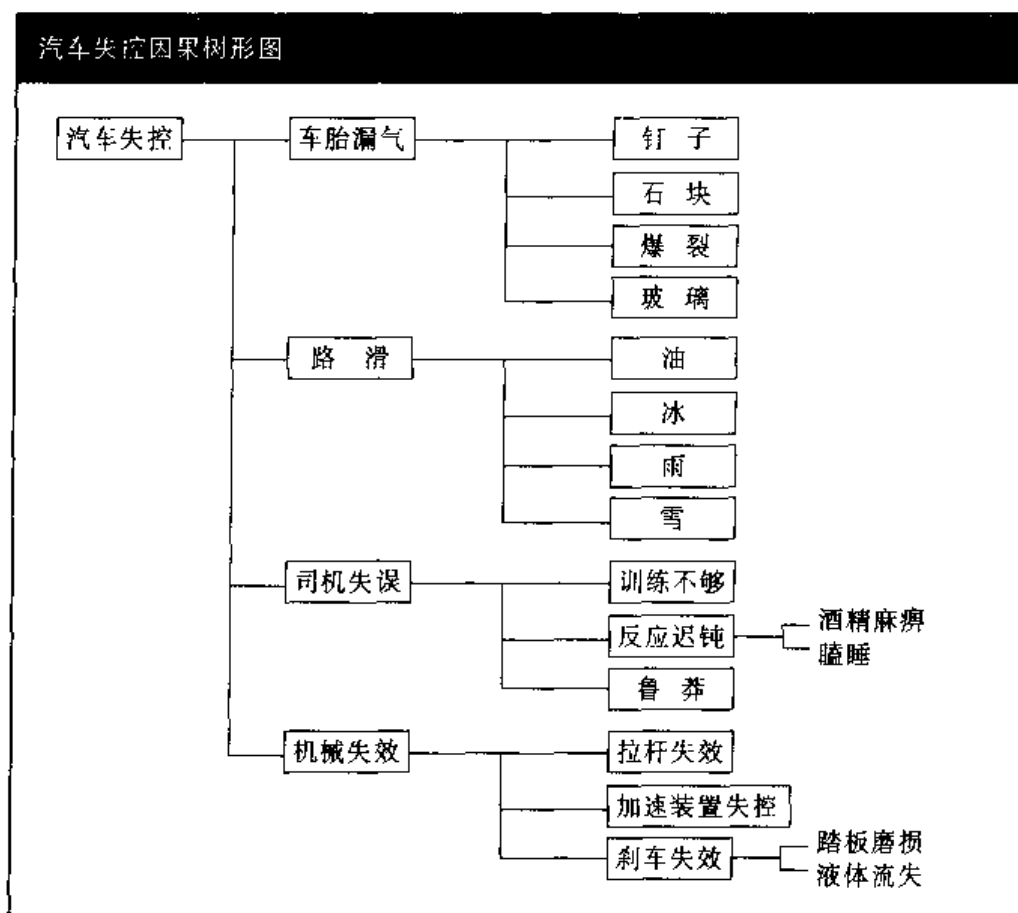 汽车失控因果树形图
汽车失控 车胎漏气 钉子
石块
爆裂
玻璃
路滑 油
冰
雨
雪
司机失误 训练不够
酒精麻痹
反应迟钝
瞌睡
鲁莽
机械失效 拉杆失效
加速装置失控
踏板磨损
刹车失效
液体流失